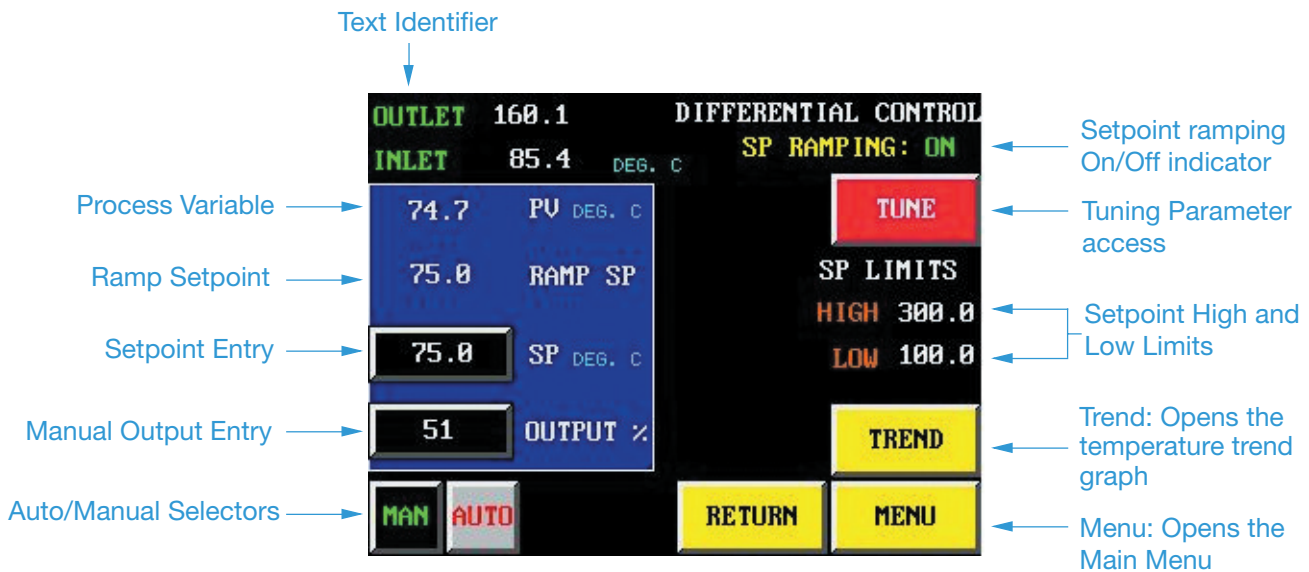 Text Identifier
OUTLET 160.1 DIFFERENTIAL CONTROL
SP RAMPING: ON
INLET 85.4 DEG. C
Setpoint ramping
On/Off indicator
Process Variable
74.7 PV DEG. C
TUNE
Tuning Parameter
access
Ramp Setpoint
75.0 RAMP SP
SP LIMITS
HIGH 300.0
LOW 100.0
Setpoint High and
Low Limits
Setpoint Entry
75.0 SP DEG. C
Manual Output Entry
51 OUTPUT %
TREND
Trend: Opens the
temperature trend
graph
Auto/Manual Selectors
MAN AUTO RETURN MENU
Menu: Opens the
Main Menu